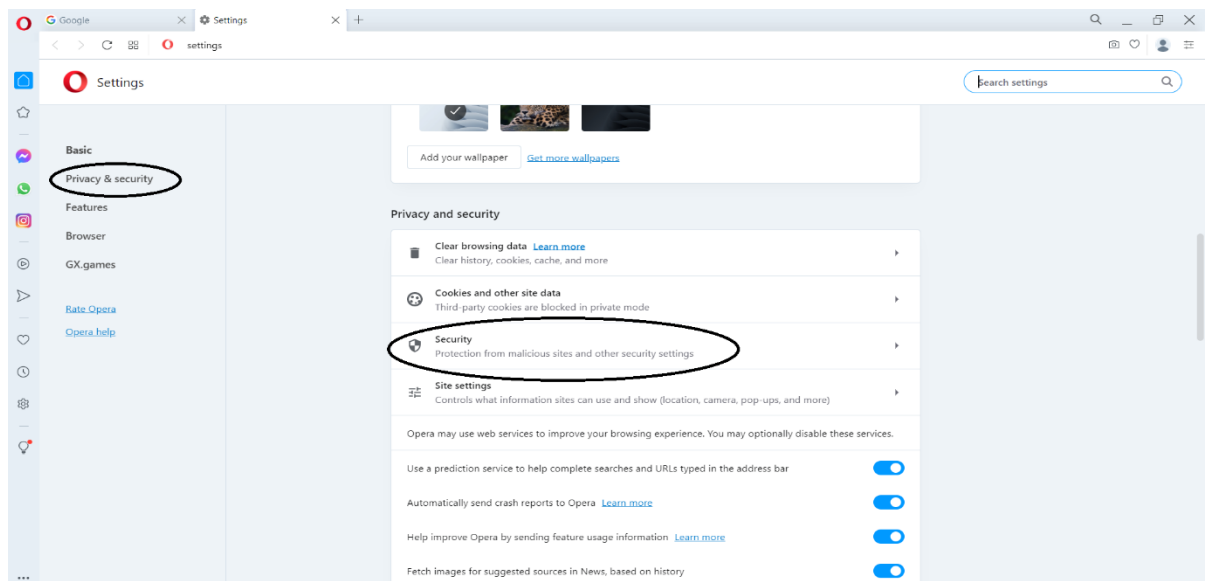 Google
Settings
settings
Settings
Search settings
Basic
Privacy & security
Features
Browser
GX.games
Rate Opera
Opera help
Add your wallpaper
Get more wallpapers
Privacy and security
Clear browsing data Learn more
Clear history, cookies, cache, and more
Cookies and other site data
Third-party cookies are blocked in private mode
Security
Protection from malicious sites and other security settings
Site settings
Controls what information sites can use and show (location, camera, pop-ups, and more)
Opera may use web services to improve your browsing experience. You may optionally disable these services.
Use a prediction service to help complete searches and URLs typed in the address bar
Automatically send crash reports to Opera Learn more
Help improve Opera by sending feature usage information Learn more
Fetch images for suggested sources in News, based on history